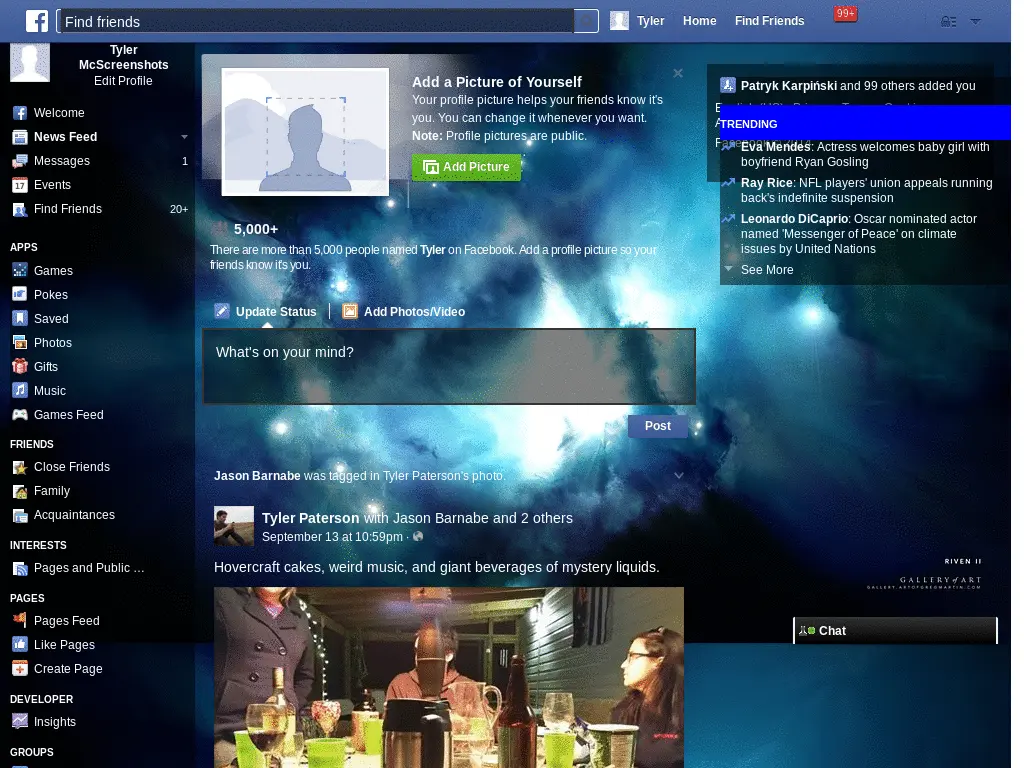 Find friends
Tyler
Home
Find Friends
99+
Tyler
McScreenshots
Edit Profile
Welcome
News Feed
Messages 1
Events
17
Find Friends 20+
APPS
Games
Pokes
Saved
Photos
Gifts
Music
Games Feed
FRIENDS
Close Friends
Family
Acquaintances
INTERESTS
Pages and Public ...
PAGES
Pages Feed
Like Pages
Create Page
DEVELOPER
Insights
GROUPS
Add a Picture of Yourself
Your profile picture helps your friends know it's
you. You can change it whenever you want.
Note: Profile pictures are public.
Add Picture
5,000+
There are more than 5,000 people named Tyler on Facebook. Add a profile picture so your
friends know it's you.
Update Status
Add Photos/Video
What's on your mind?
Post
Jason Barnabe was tagged in Tyler Paterson's photo.
Tyler Paterson with Jason Barnabe and 2 others
September 13 at 10:59pm ·
Hovercraft cakes, weird music, and giant beverages of mystery liquids.
Patryk Karpiński and 99 others added you
TRENDING
Eva Mendes: Actress welcomes baby girl with
boyfriend Ryan Gosling
Ray Rice: NFL players' union appeals running
back's indefinite suspension
Leonardo DiCaprio: Oscar nominated actor
named 'Messenger of Peace' on climate
issues by United Nations
See More
RIVEN II
GALLERY of ART
GALLERY.ARTOFGREGMARTIN.COM
Chat